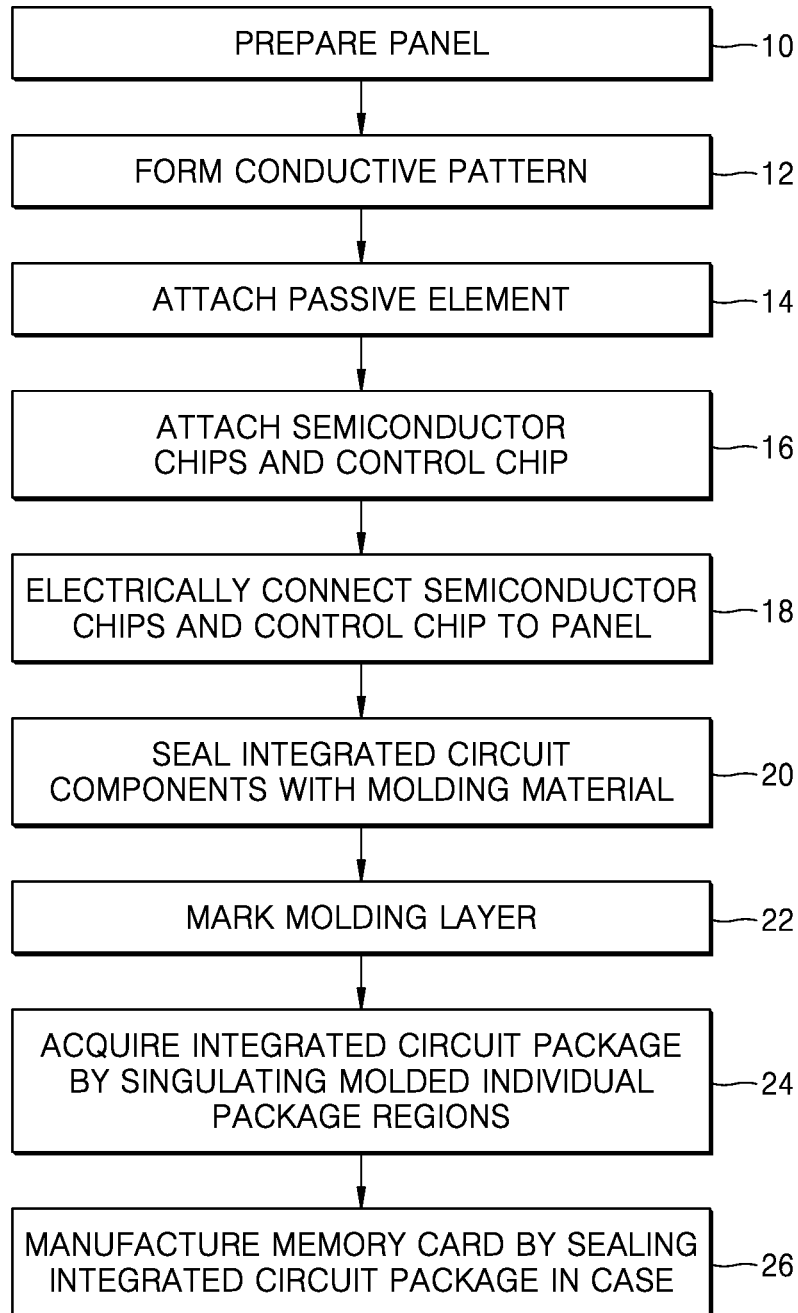 PREPARE PANEL
10
FORM CONDUCTIVE PATTERN
12
ATTACH PASSIVE ELEMENT
14
ATTACH SEMICONDUCTOR
CHIPS AND CONTROL CHIP
16
ELECTRICALLY CONNECT SEMICONDUCTOR
CHIPS AND CONTROL CHIP TO PANEL
18
SEAL INTEGRATED CIRCUIT
COMPONENTS WITH MOLDING MATERIAL
20
MARK MOLDING LAYER
22
ACQUIRE INTEGRATED CIRCUIT PACKAGE
BY SINGULATING MOLDED INDIVIDUAL
PACKAGE REGIONS
24
MANUFACTURE MEMORY CARD BY SEALING
INTEGRATED CIRCUIT PACKAGE IN CASE
26